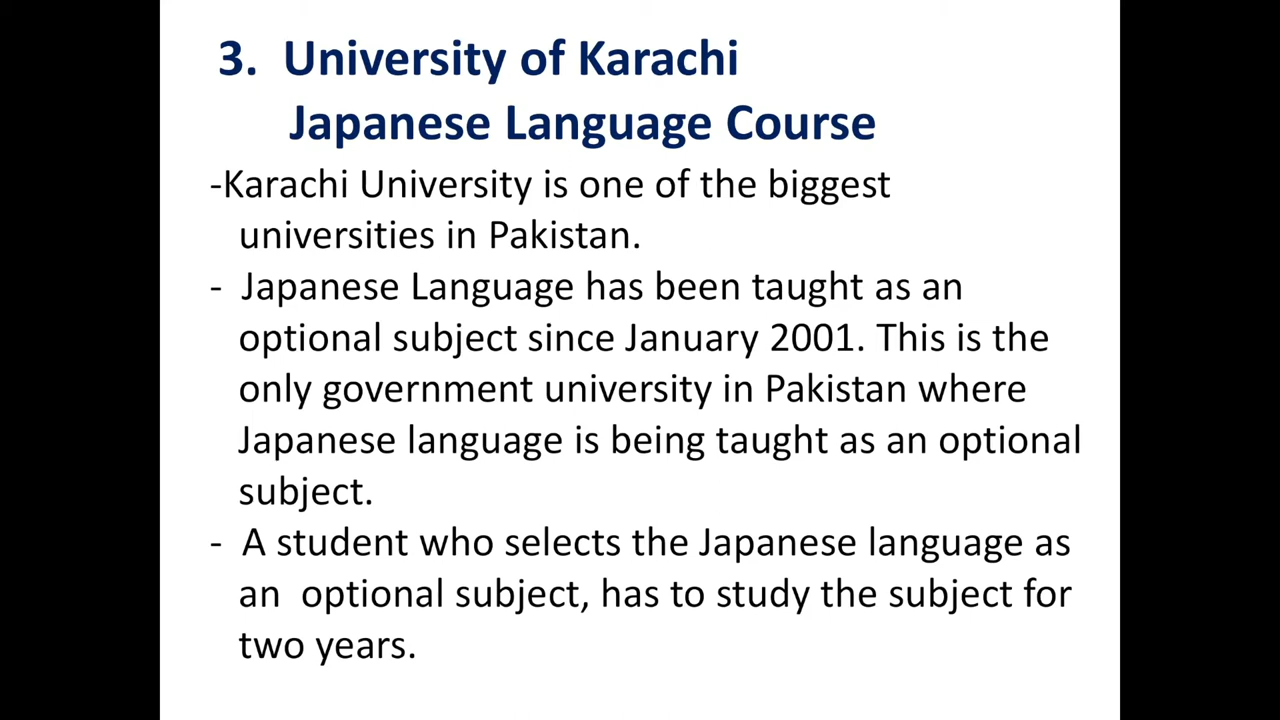 3. University of Karachi
Japanese Language Course
-Karachi University is one of the biggest
universities in Pakistan.
- Japanese Language has been taught as an
optional subject since January 2001. This is the
only government university in Pakistan where
Japanese language is being taught as an optional
subject.
- A student who selects the Japanese language as
an optional subject, has to study the subject for
two years.